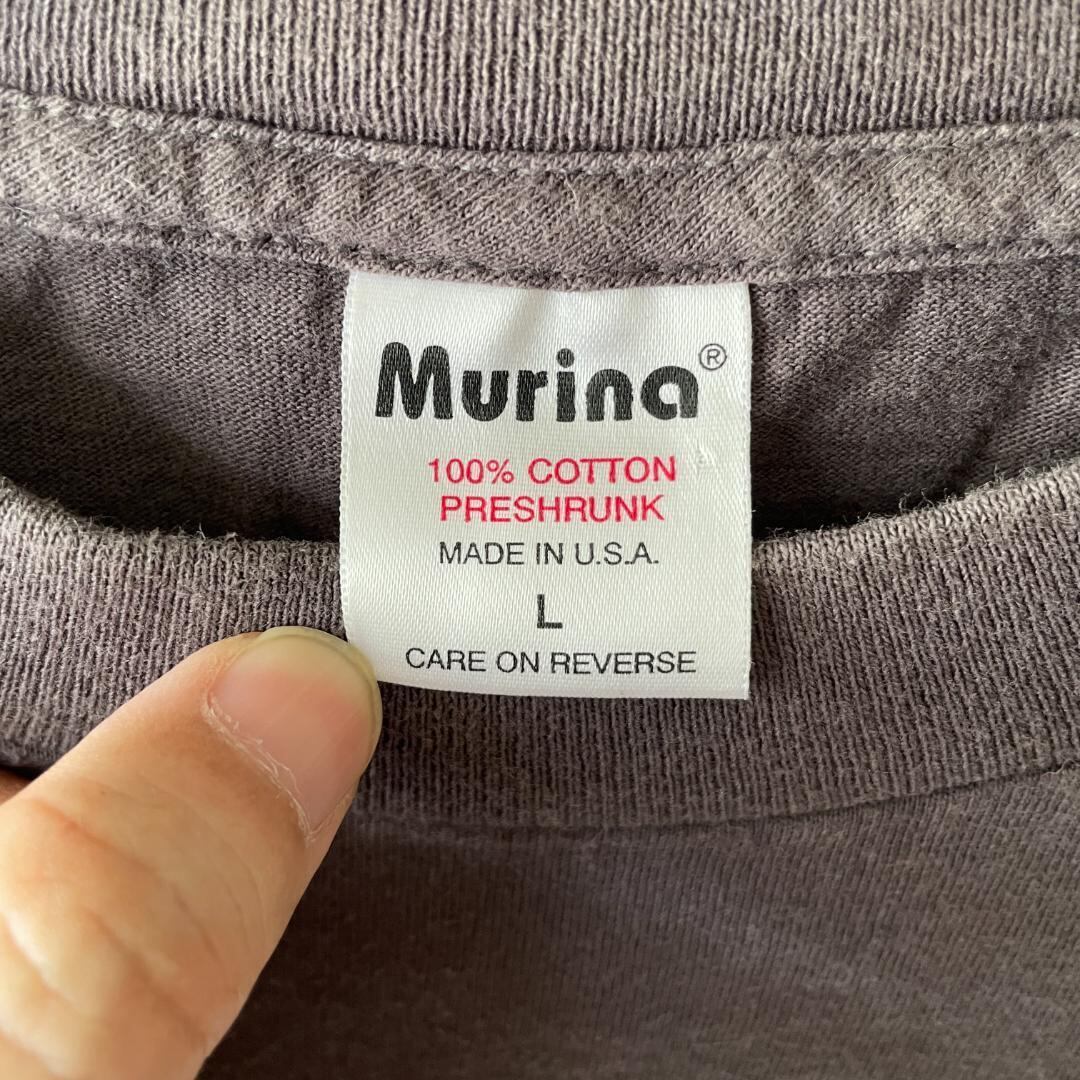 Murina®
100% COTTON
PRESHRUNK
MADE IN U.S.A.
L
CARE ON REVERSE